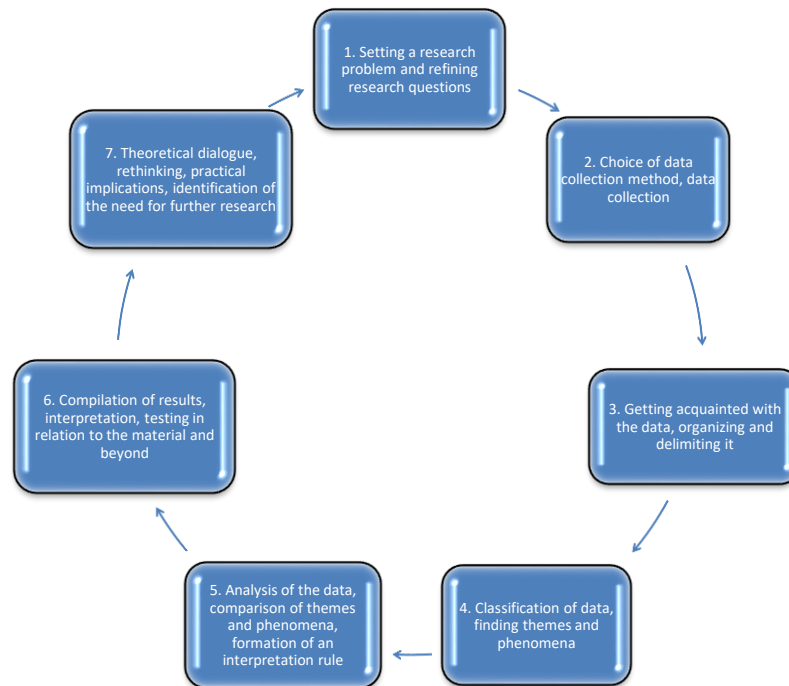 1. Setting a research
problem and refining
research questions
2. Choice of data
collection method, data
collection
3. Getting acquainted with
the data, organizing and
delimiting it
4. Classification of data,
finding themes and
phenomena
5. Analysis of the data,
comparison of themes
and phenomena,
formation of an
interpretation rule
6. Compilation of results,
interpretation, testing in
relation to the material and
beyond
7. Theoretical dialogue,
rethinking, practical
implications, identification of
the need for further research